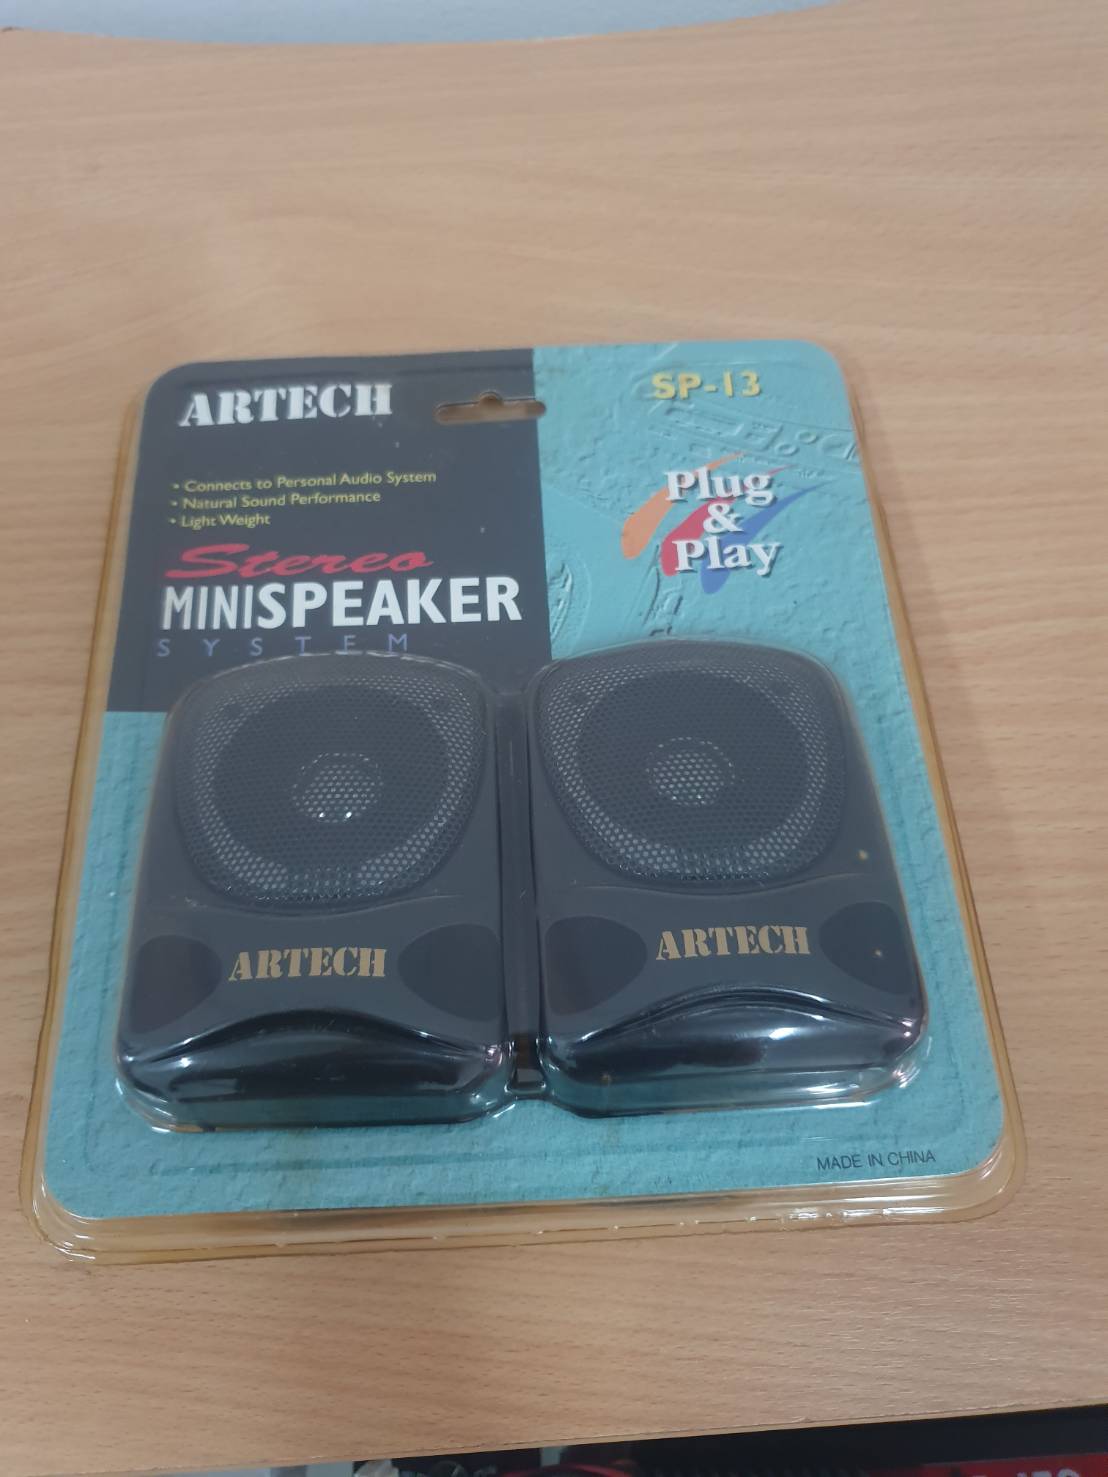 ARTECH
SP-13
• Connects to Personal Audio System
• Natural Sound Performance
• Light Weight
Plug
&
Play
Stereo
MINISPEAKER
SYSTEM
ARTECH
ARTECH
MADE IN CHINA